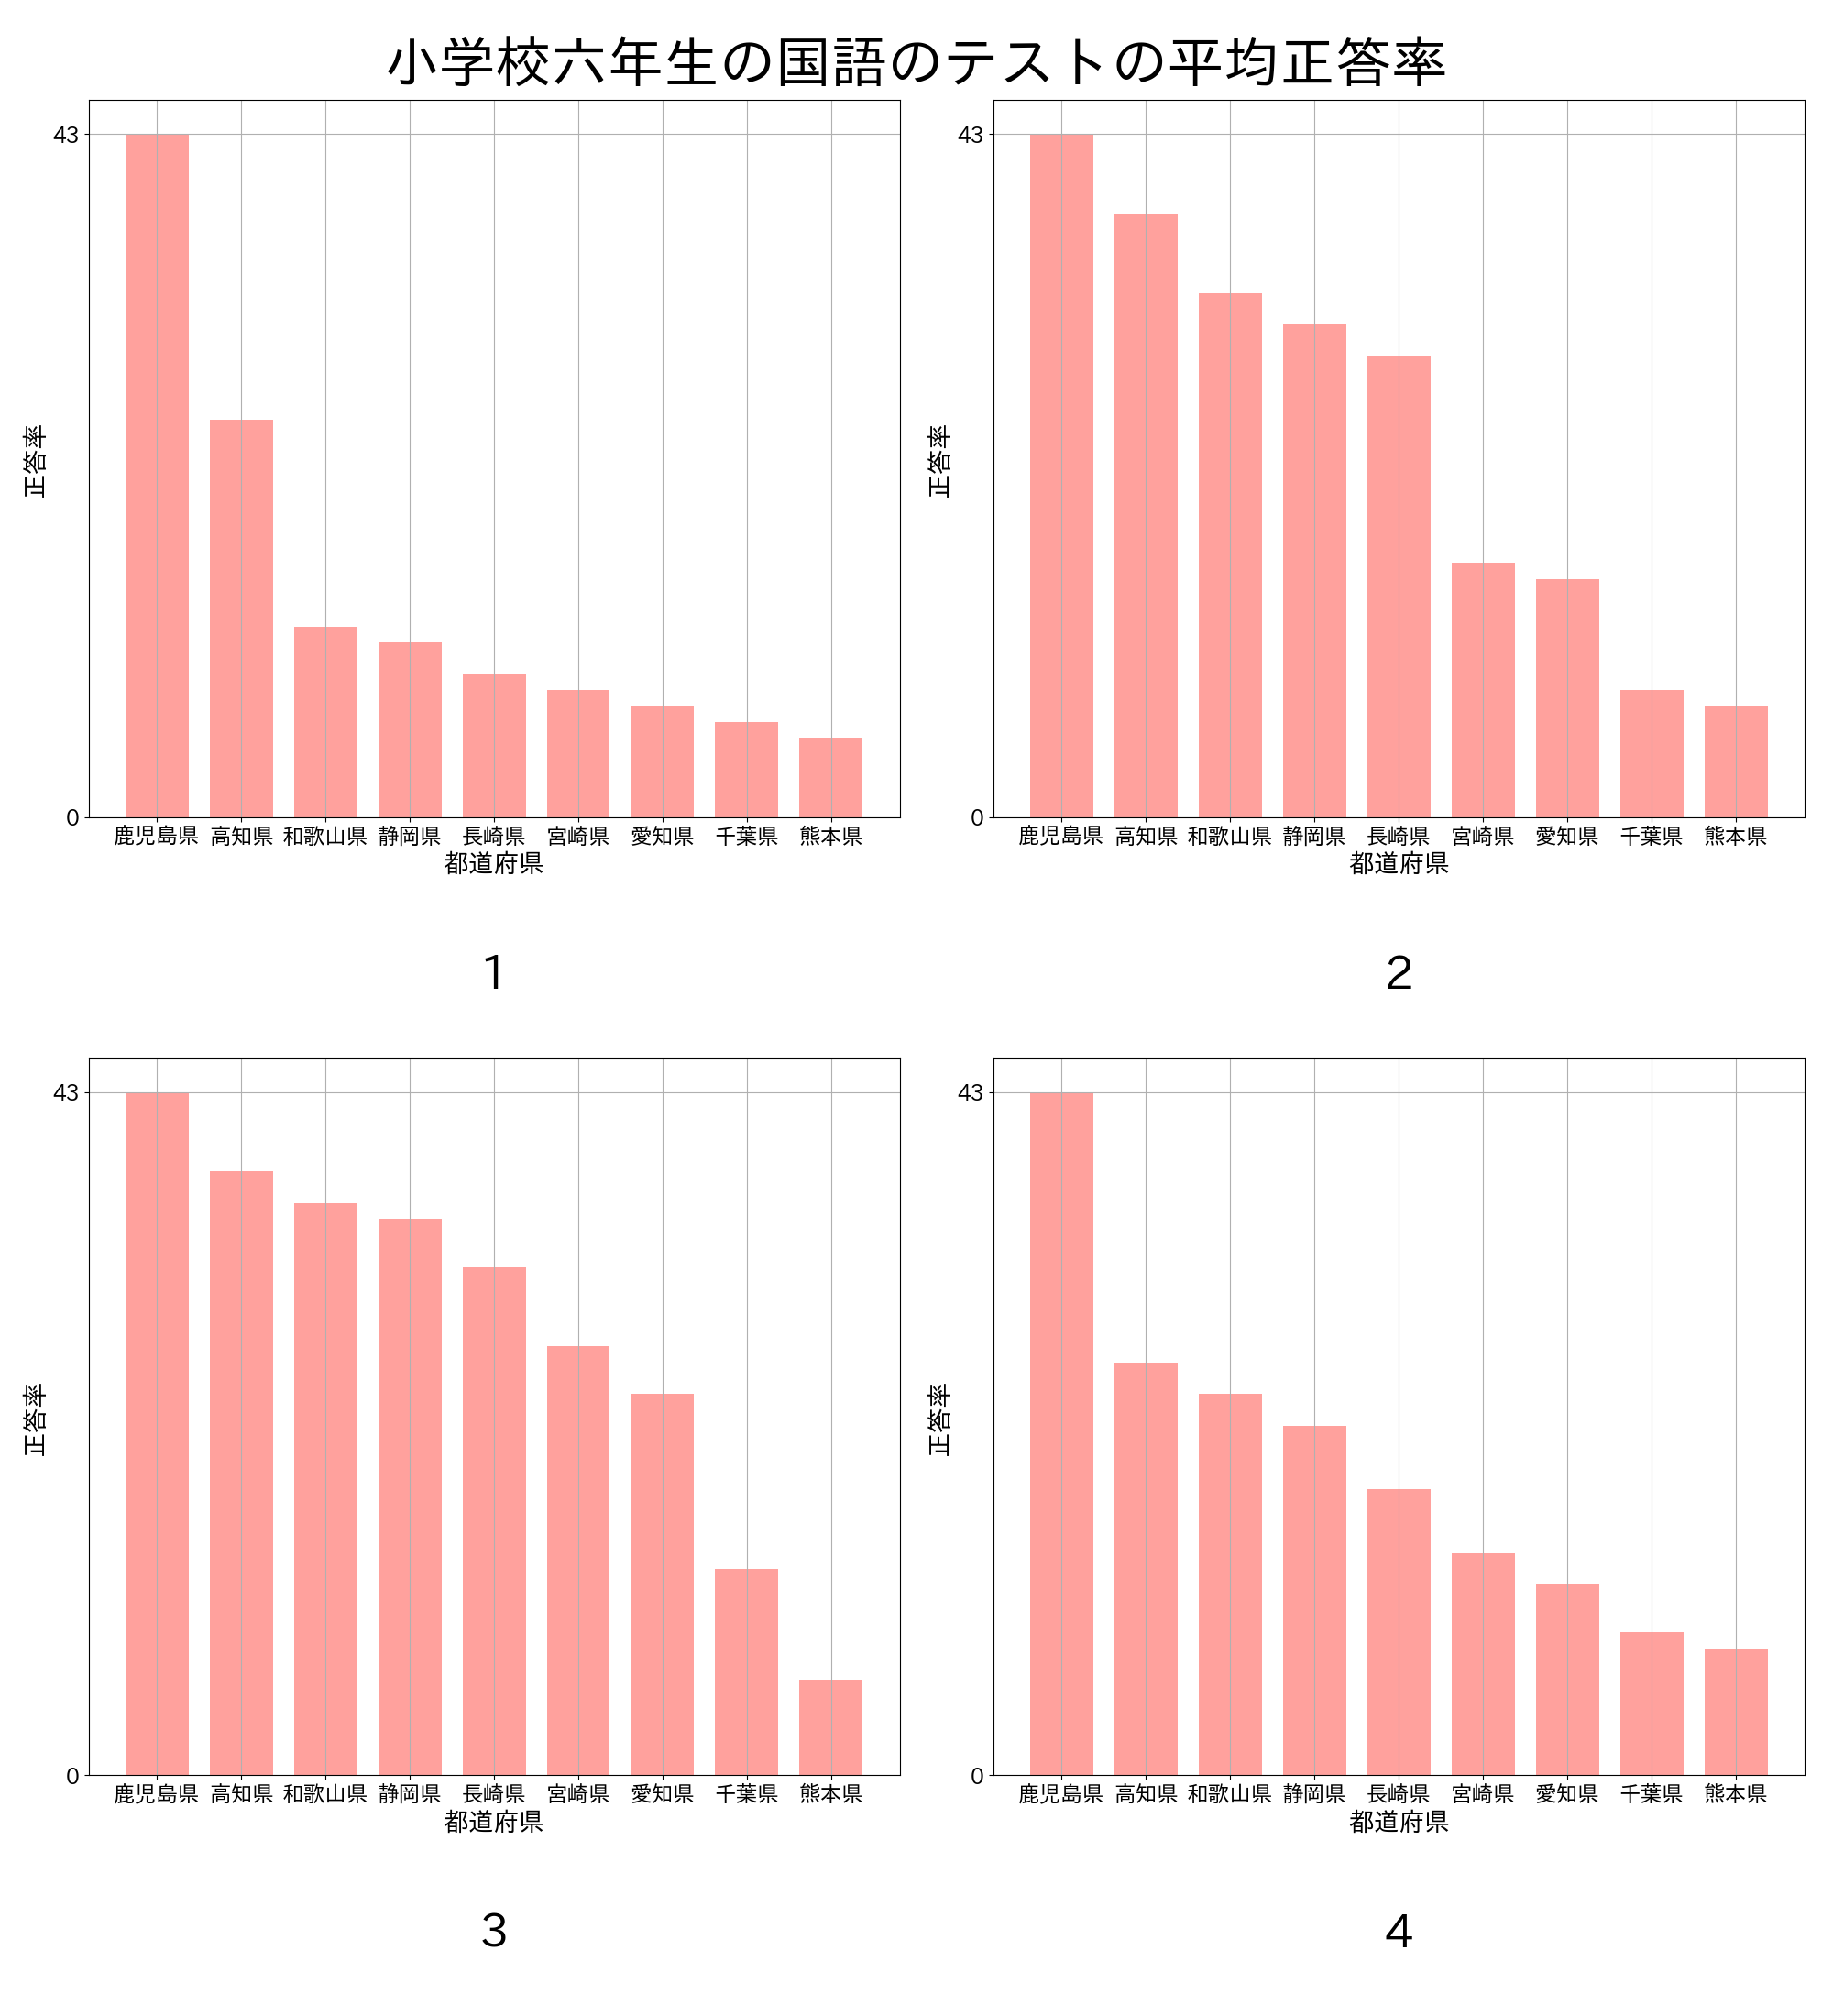 小学校六年生の国語のテストの平均正答率
43
正答率
0
鹿児島県 高知県 和歌山県 静岡県 長崎県 宮崎県 愛知県 千葉県 熊本県
都道府県
1
43
正答率
0
鹿児島県 高知県 和歌山県 静岡県 長崎県 宮崎県 愛知県 千葉県 熊本県
都道府県
2
43
正答率
0
鹿児島県 高知県 和歌山県 静岡県 長崎県 宮崎県 愛知県 千葉県 熊本県
都道府県
3
43
正答率
0
鹿児島県 高知県 和歌山県 静岡県 長崎県 宮崎県 愛知県 千葉県 熊本県
都道府県
4